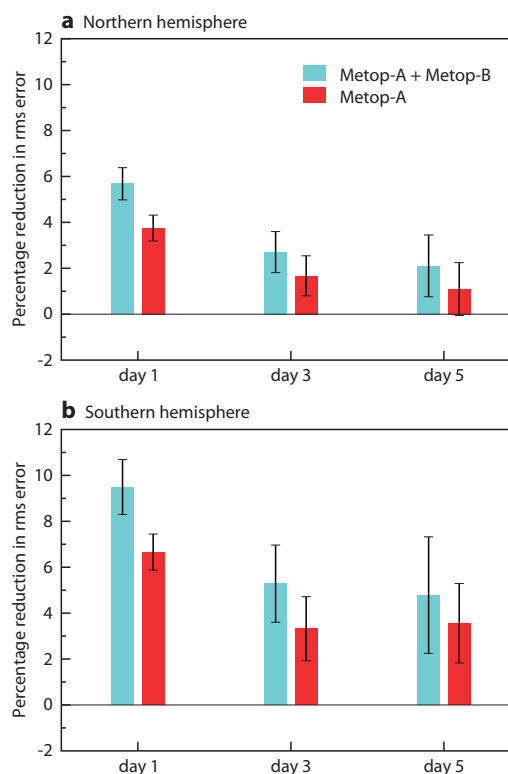 a Northern hemisphere
12
10
8
6
4
2
0
-2
Percentage reduction in rms error
Metop-A + Metop-B
Metop-A
day 1 day 3 day 5
b Southern hemisphere
12
10
8
6
4
2
0
-2
Percentage reduction in rms error
day 1 day 3 day 5